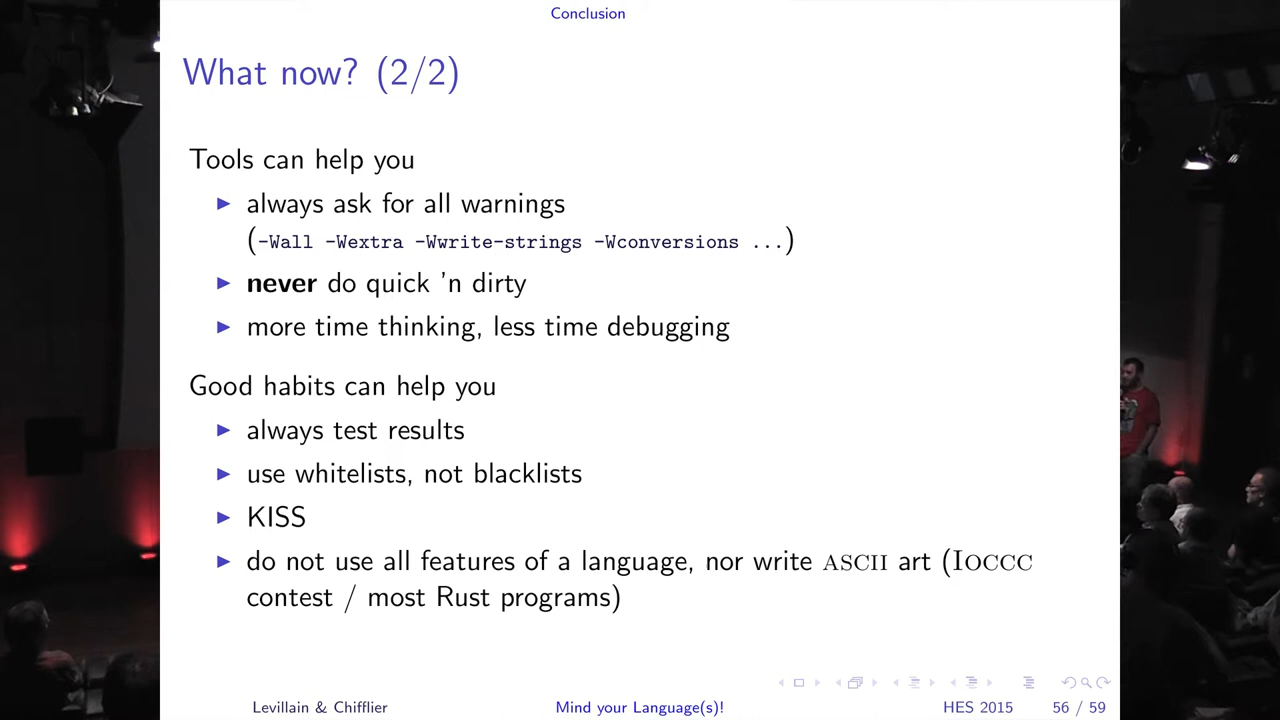 Conclusion
What now? (2/2)
Tools can help you
always ask for all warnings
(-Wall -Wextra -Wwrite-strings -Wconversions ...)
never do quick 'n dirty
more time thinking, less time debugging
Good habits can help you
always test results
use whitelists, not blacklists
KISS
do not use all features of a language, nor write ASCII art (IOCCC
contest / most Rust programs)
Levillain & Chifflier Mind your Language(s)! HES 2015 56 / 59